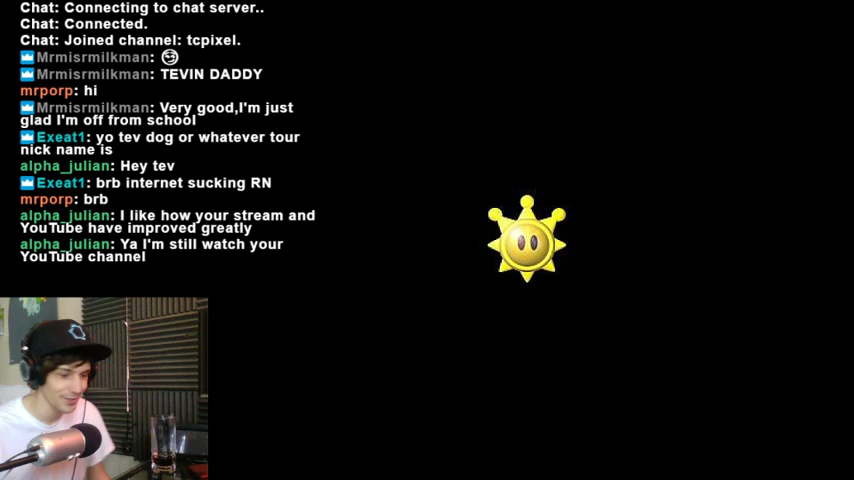 Chat: Connecting to chat server..
Chat: Connected.
Chat: Joined channel: tcpixel.
Mrmisrmilkman:
Mrmisrmilkman: TEVIN DADDY
mrporp: hi
Mrmisrmilkman: Very good,I'm just
glad I'm off from school
Exeat1: yo tev dog or whatever tour
nick name is
alpha_julian: Hey tev
Exeat1: brb internet sucking RN
mrporp: brb
alpha_julian: I like how your stream and
YouTube have improved greatly
alpha_julian: Ya I'm still watch your
YouTube channel